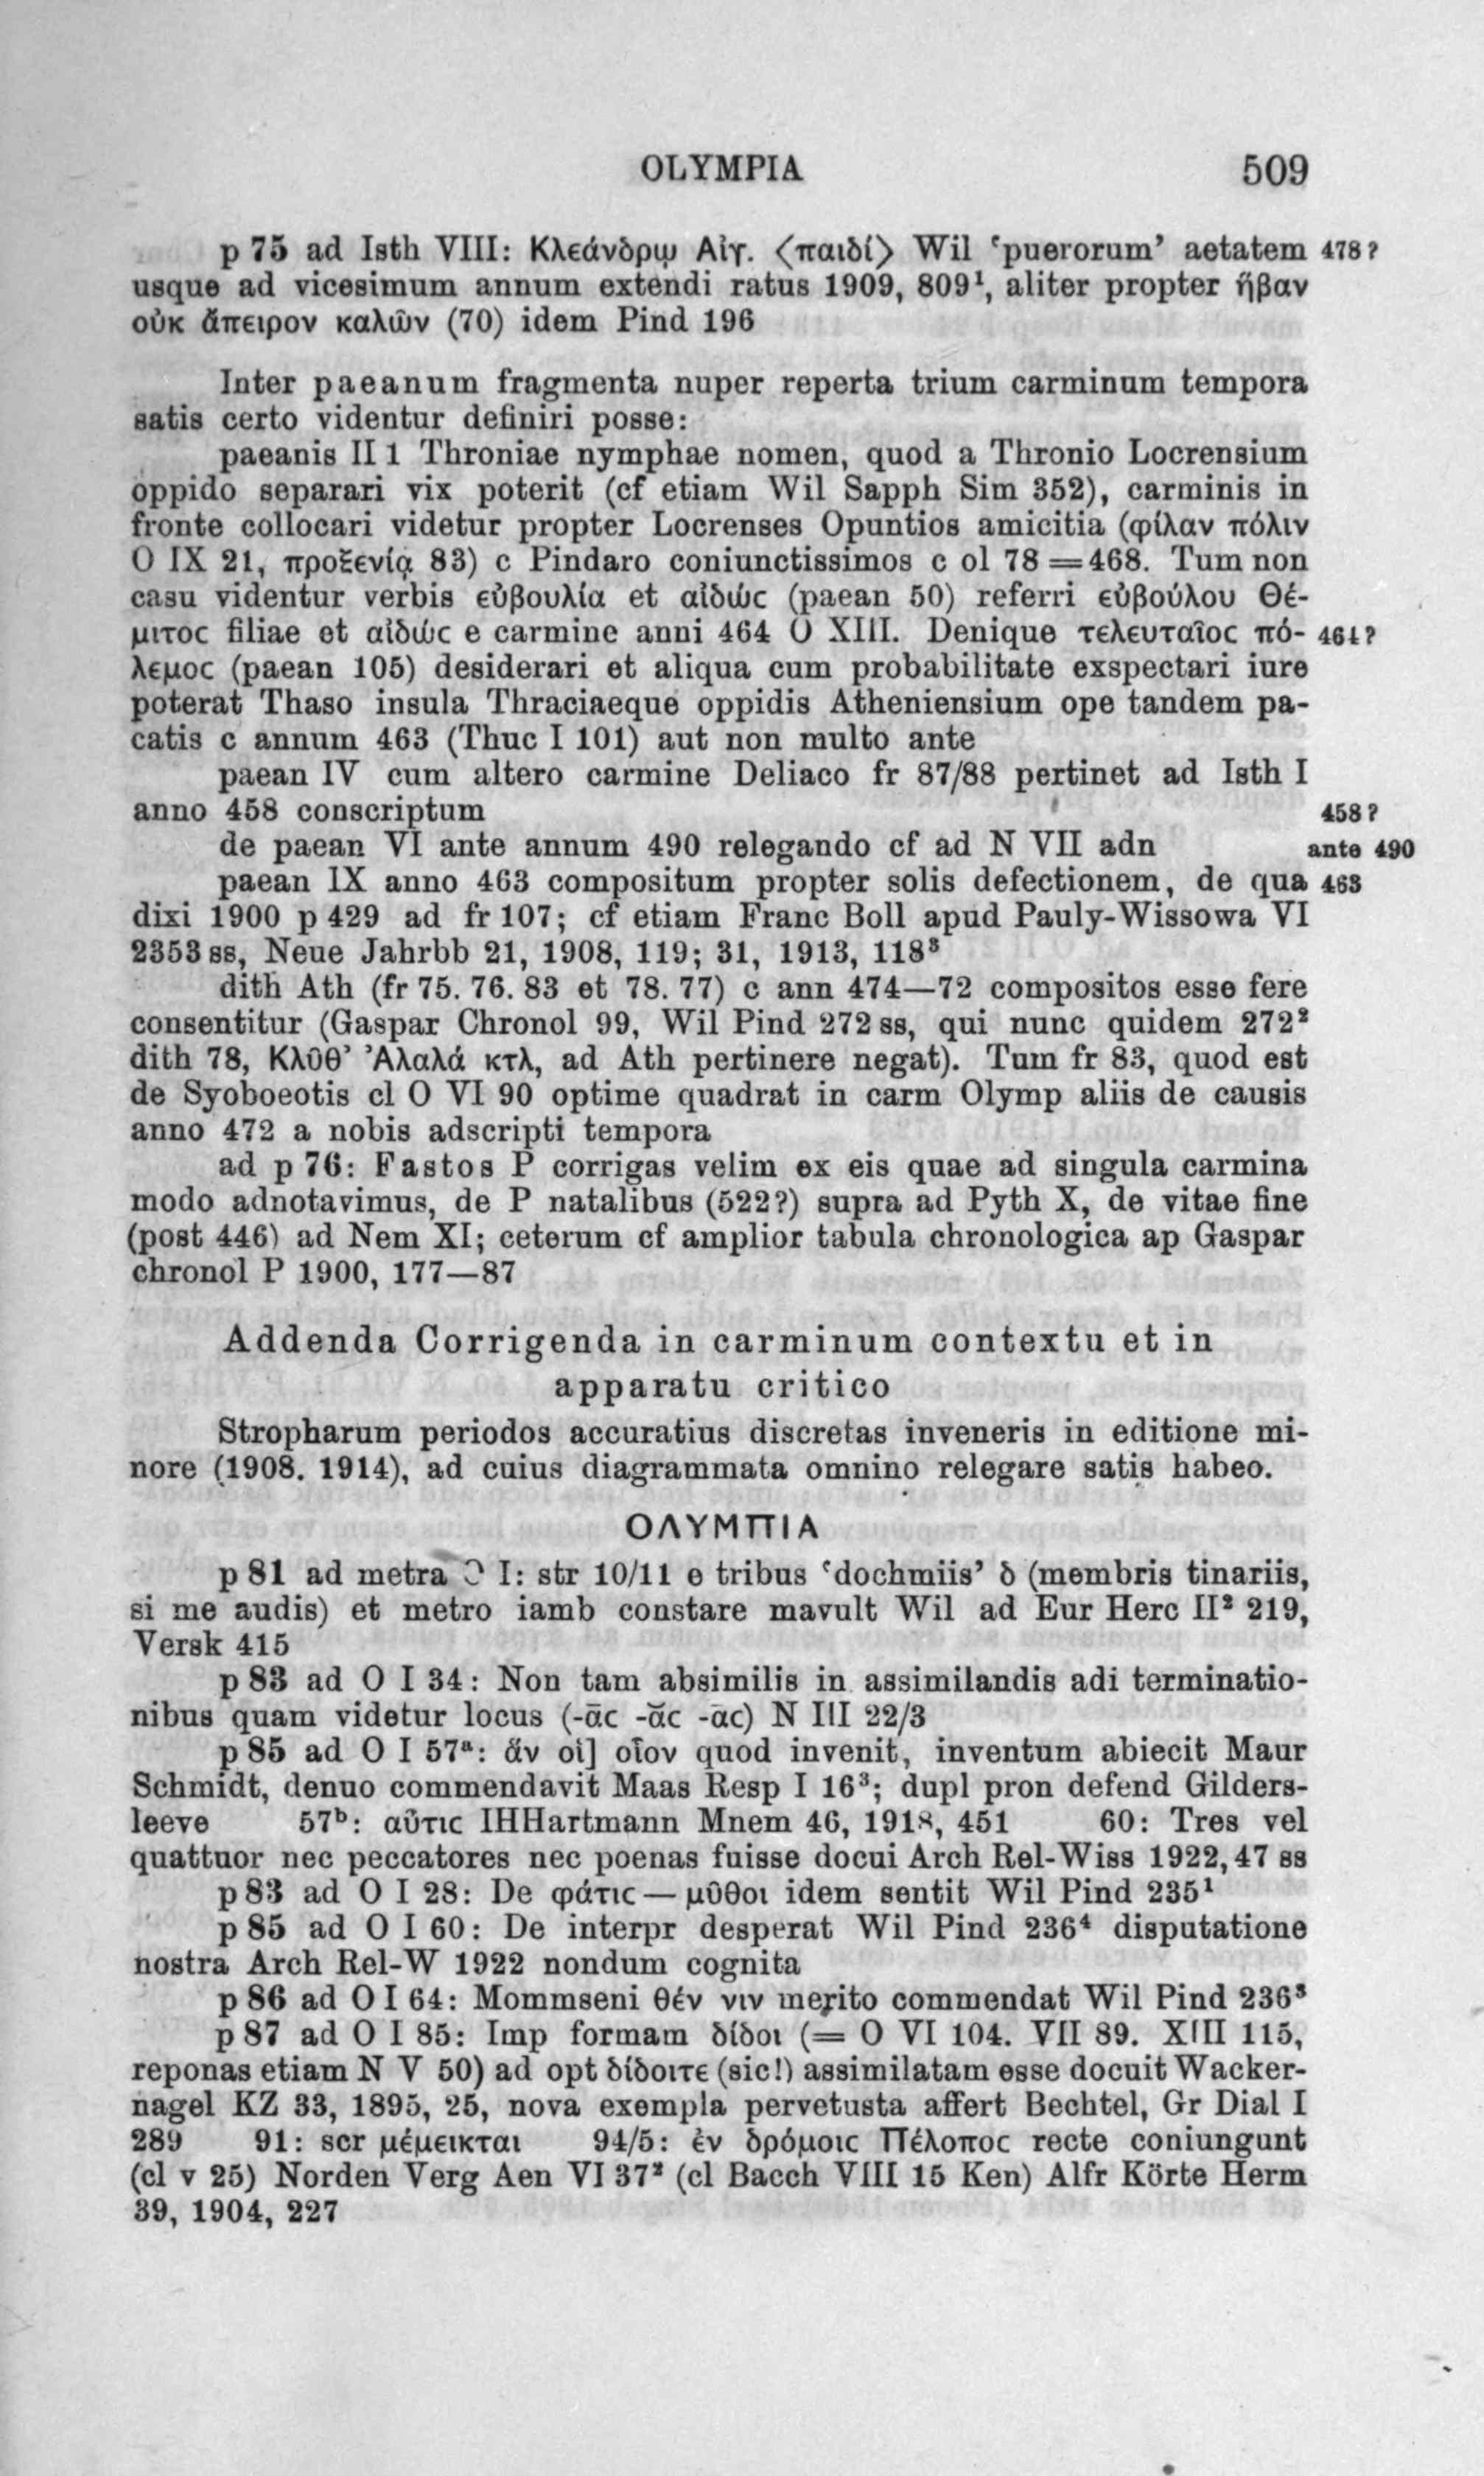 OLYMPIA 509
p 75 ad Isth VIII: Κλεάνδρῳ Αἰγ. ⟨παιδί⟩ Wil ‘puerorum’ aetatem 478?
usque ad vicesimum annum extendi ratus 1909, 809¹, aliter propter ἥβαν
οὐκ ἄπειρον καλῶν (70) idem Pind 196
Inter paeanum fragmenta nuper reperta trium carminum tempora
satis certo videntur definiri posse:
paeanis II 1 Throniae nymphae nomen, quod a Thronio Locrensium
oppido separari vix poterit (cf etiam Wil Sapph Sim 352), carminis in
fronte collocari videtur propter Locrenses Opuntios amicitia (φίλαν πόλιν
O IX 21, προξενίᾳ 83) c Pindaro coniunctissimos c ol 78 = 468. Tum non
casu videntur verbis εὐβουλία et αἰδώς (paean 50) referri εὐβούλου Θέ-
μιτος filiae et αἰδώς e carmine anni 464 O XIII. Denique τελευταῖος πό- 464?
λεμος (paean 105) desiderari et aliqua cum probabilitate exspectari iure
poterat Thaso insula Thraciaeque oppidis Atheniensium ope tandem pa-
catis c annum 463 (Thuc I 101) aut non multo ante
paean IV cum altero carmine Deliaco fr 87/88 pertinet ad Isth I
anno 458 conscriptum 458?
de paean VI ante annum 490 relegando cf ad N VII adn ante 490
paean IX anno 463 compositum propter solis defectionem, de qua 463
dixi 1900 p 429 ad fr 107; cf etiam Franc Boll apud Pauly-Wissowa VI
2353 ss, Neue Jahrbb 21, 1908, 119; 31, 1913, 118³
dith Ath (fr 75. 76. 83 et 78. 77) c ann 474—72 compositos esse fere
consentitur (Gaspar Chronol 99, Wil Pind 272 ss, qui nunc quidem 272²
dith 78, Κλῦθ’ Ἀλαλά κτλ, ad Ath pertinere negat). Tum fr 83, quod est
de Syoboeotis cl O VI 90 optime quadrat in carm Olymp aliis de causis
anno 472 a nobis adscripti tempora
ad p 76: Fastos P corrigas velim ex eis quae ad singula carmina
modo adnotavimus, de P natalibus (522?) supra ad Pyth X, de vitae fine
(post 446) ad Nem XI; ceterum cf amplior tabula chronologica ap Gaspar
chronol P 1900, 177—87
Addenda Corrigenda in carminum contextu et in
apparatu critico
Stropharum periodos accuratius discretas inveneris in editione mi-
nore (1908. 1914), ad cuius diagrammata omnino relegare satis habeo.
ΟΛΥΜΠΙΑ
p 81 ad metra O I: str 10/11 e tribus ‘dochmiis’ δ (membris tinariis,
si me audis) et metro iamb constare mavult Wil ad Eur Herc II² 219,
Versk 415
p 83 ad O I 34: Non tam absimilis in assimilandis adi terminatio-
nibus quam videtur locus (-ᾱς -ᾰς -ας) N III 22/3
p 85 ad O I 57ᵃ: ἄν οἱ] οἷον quod invenit, inventum abiecit Maur
Schmidt, denuo commendavit Maas Resp I 16³; dupl pron defend Gilders-
leeve 57ᵇ: αὖτις IHHartmann Mnem 46, 1918, 451 60: Tres vel
quattuor nec peccatores nec poenas fuisse docui Arch Rel-Wiss 1922, 47 ss
p 83 ad O I 28: De φάτις — μῦθοι idem sentit Wil Pind 235¹
p 85 ad O I 60: De interpr desperat Wil Pind 236⁴ disputatione
nostra Arch Rel-W 1922 nondum cognita
p 86 ad O I 64: Mommseni θέν νιν merito commendat Wil Pind 236³
p 87 ad O I 85: Imp formam δίδοι (= O VI 104. VII 89. XIII 115,
reponas etiam N V 50) ad opt δίδοιτε (sic!) assimilatam esse docuit Wacker-
nagel KZ 33, 1895, 25, nova exempla pervetusta affert Bechtel, Gr Dial I
289 91: scr μέμεικται 94/5: ἐν δρόμοις Πέλοπος recte coniungunt
(cl v 25) Norden Verg Aen VI 37² (cl Bacch VIII 15 Ken) Alfr Körte Herm
39, 1904, 227